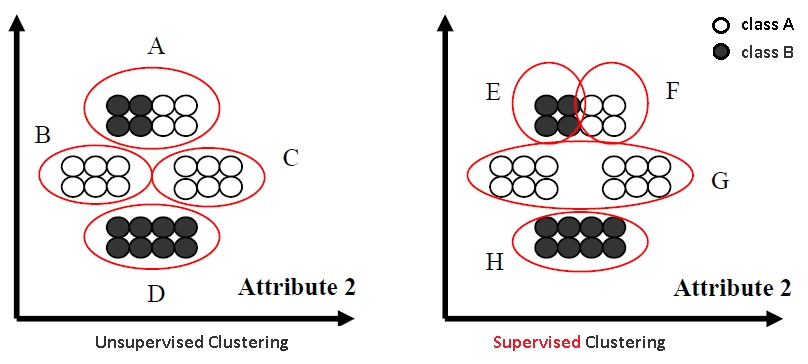 class A
class B
A
B
C
D
Attribute 2
Unsupervised Clustering
E
F
G
H
Attribute 2
Supervised Clustering